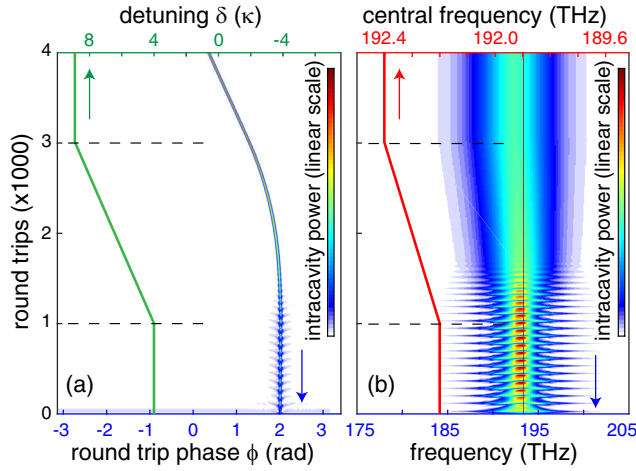 detuning δ (κ)
central frequency (THz)
8 4 0 -4
192.4 192.0 189.6
4
3
2
1
0
round trips (x1000)
intracavity power (linear scale)
intracavity power (linear scale)
(a)
(b)
-3 -2 -1 0 1 2 3
175 185 195 205
round trip phase ϕ (rad)
frequency (THz)